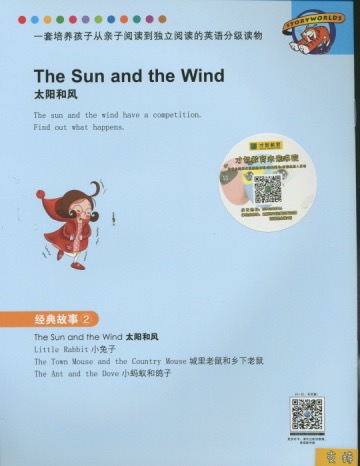 STORYWORLDS
一套培养孩子从亲子阅读到独立阅读的英语分级读物
The Sun and the Wind
太阳和风
The sun and the wind have a competition.
Find out what happens.
经典故事 2
The Sun and the Wind 太阳和风
Little Rabbit 小兔子
The Town Mouse and the Country Mouse 城里老鼠和乡下老鼠
The Ant and the Dove 小蚂蚁和鸽子